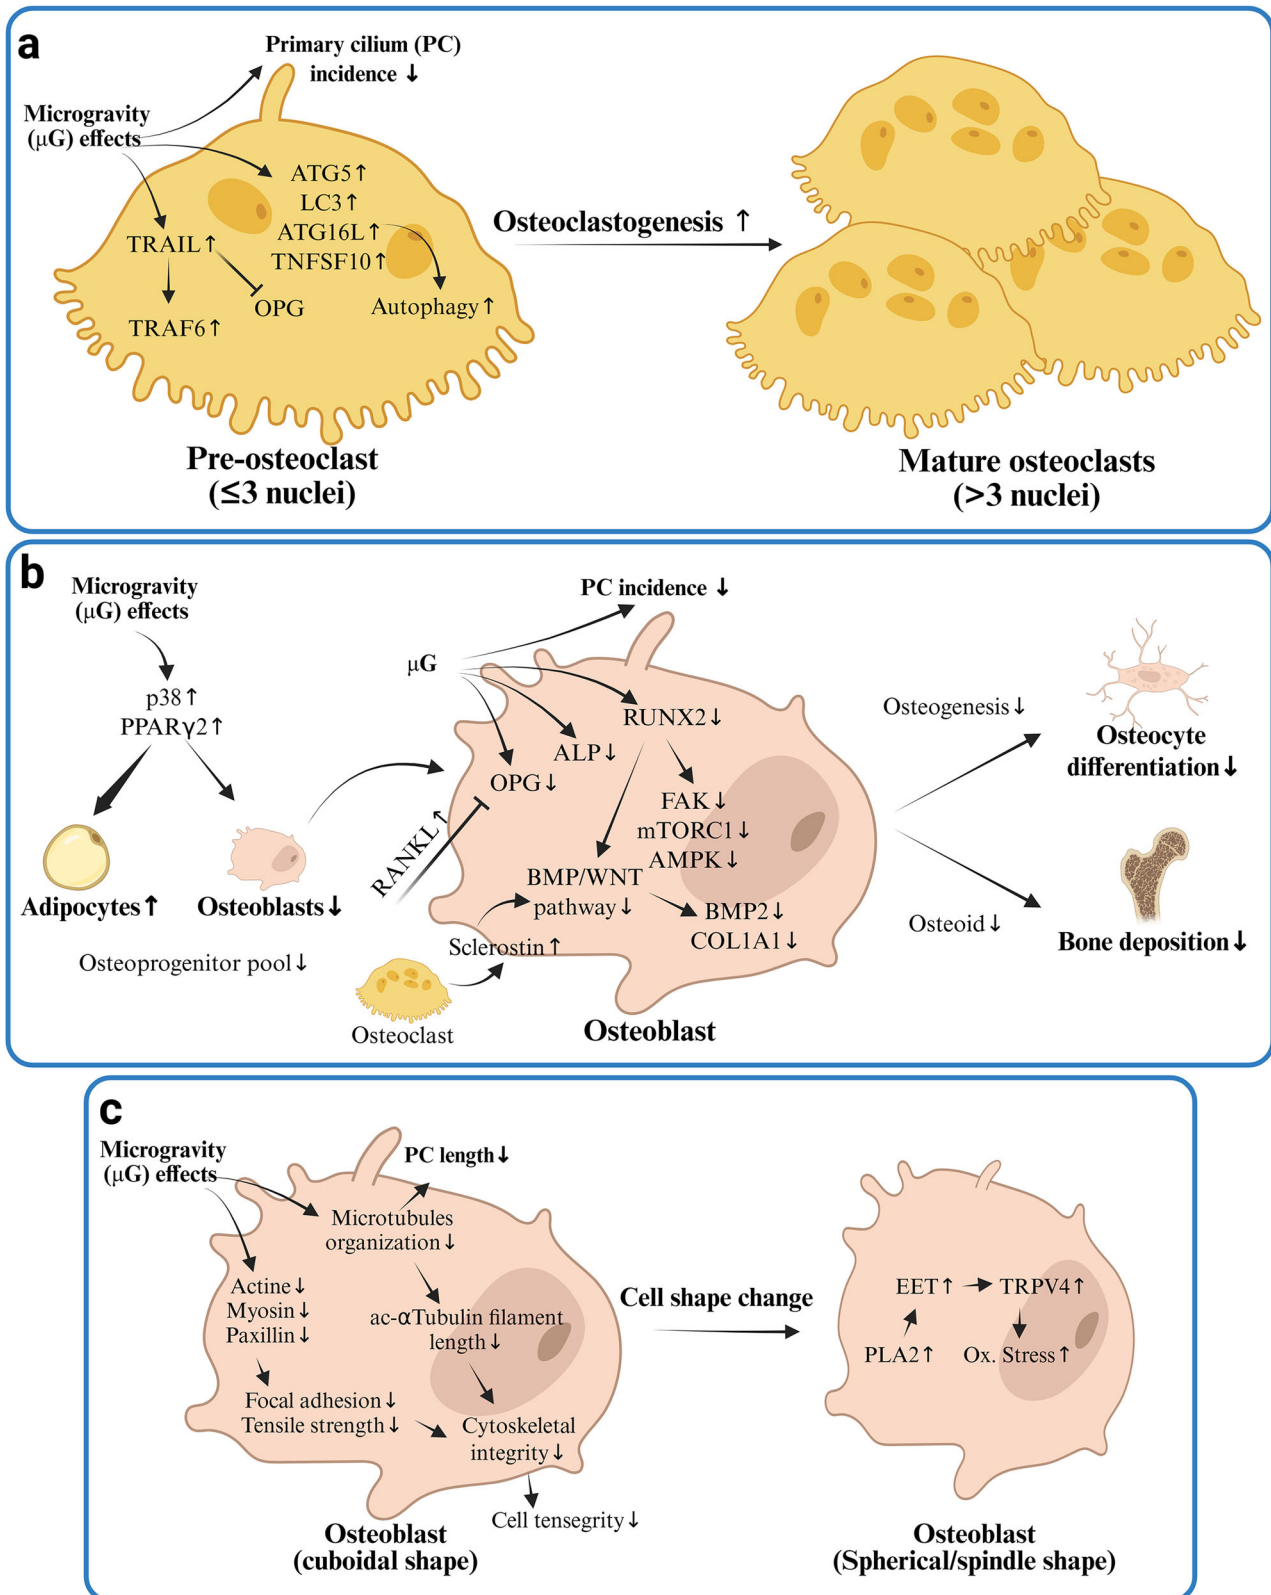 a
Primary cilium (PC)
incidence ↓
Microgravity
(µG) effects
ATG5↑
LC3↑
ATG16L↑
TNFSF10↑
TRAIL↑
OPG
TRAF6↑
Autophagy↑
Osteoclastogenesis ↑
Pre-osteoclast
(≤3 nuclei)
Mature osteoclasts
(>3 nuclei)
b
Microgravity
(µG) effects
p38↑
PPARγ2↑
Adipocytes↑
Osteoblasts↓
Osteoprogenitor pool↓
PC incidence ↓
µG
RUNX2↓
ALP↓
OPG↓
RANKL↑
FAK↓
mTORC1↓
AMPK↓
BMP/WNT
pathway↓
BMP2↓
COL1A1↓
Sclerostin↑
Osteoclast
Osteoblast
Osteogenesis↓
Osteocyte
differentiation↓
Osteoid↓
Bone deposition↓
c
Microgravity
(µG) effects
PC length↓
Microtubules
organization↓
Actine↓
Myosin↓
Paxillin↓
ac-αTubulin filament
length↓
Focal adhesion↓
Tensile strength↓
Cytoskeletal
integrity↓
Cell tensegrity↓
Osteoblast
(cuboidal shape)
Cell shape change
EET↑
TRPV4↑
PLA2↑
Ox. Stress↑
Osteoblast
(Spherical/spindle shape)